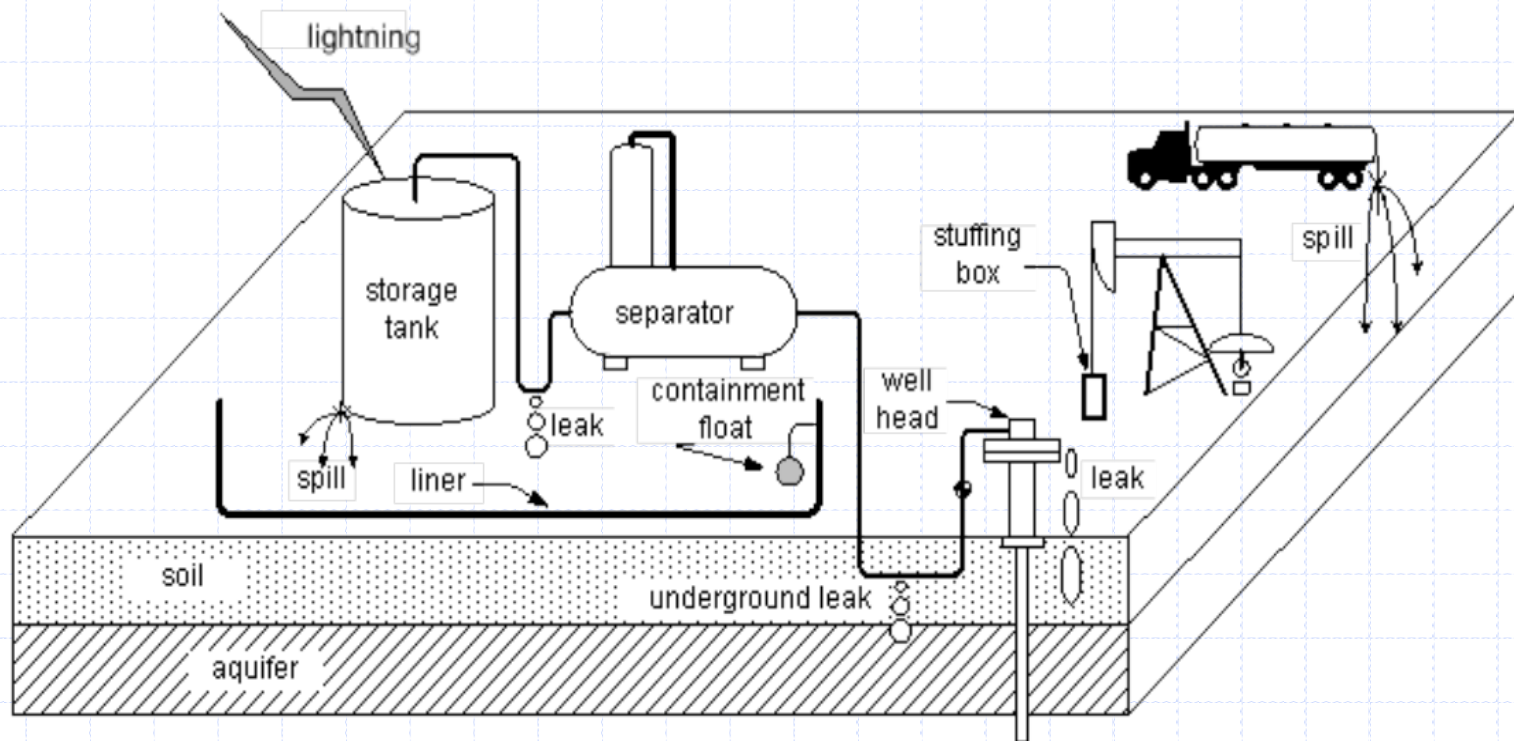 lightning
stuffing
box
spill
storage
tank
separator
containment
float
well
head
leak
spill
liner
leak
soil
underground leak
aquifer